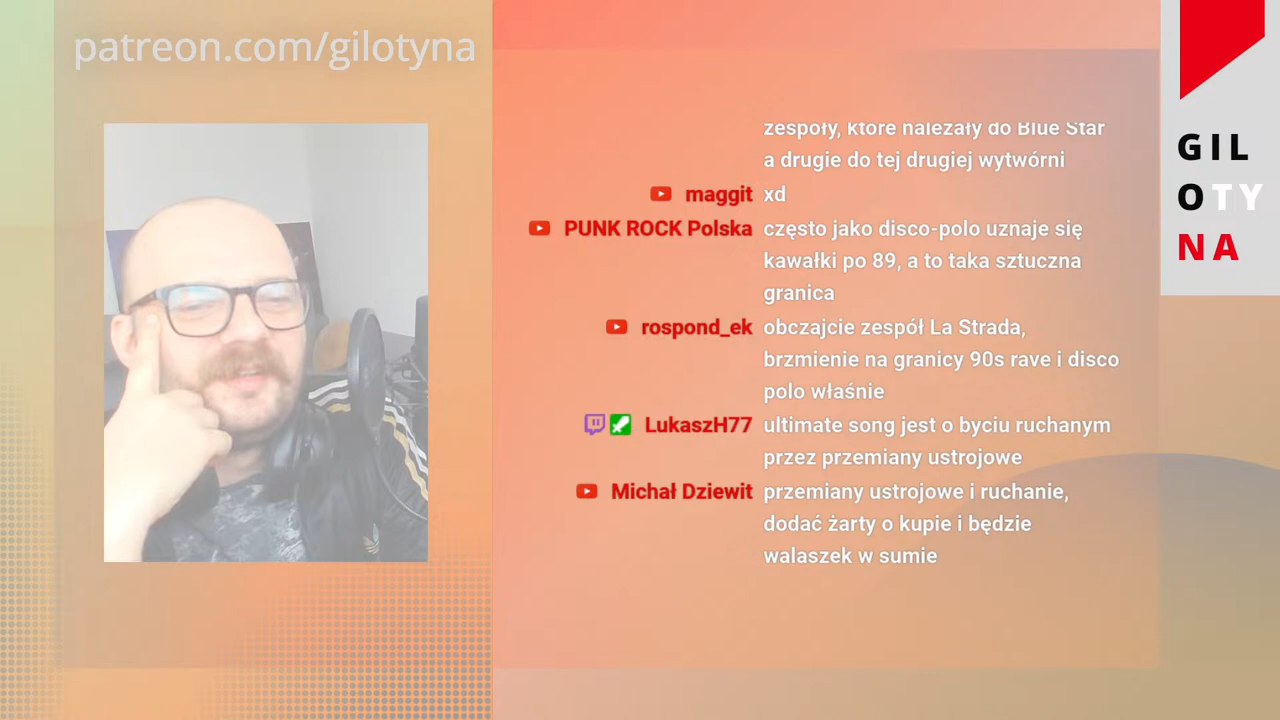 patreon.com/gilotyna
zespoły, które należały do Blue Star
a drugie do tej drugiej wytwórni
maggit xd
PUNK ROCK Polska często jako disco-polo uznaje się
kawałki po 89, a to taka sztuczna
granica
rospond_ek obczajcie zespół La Strada,
brzmienie na granicy 90s rave i disco
polo właśnie
LukaszH77 ultimate song jest o byciu ruchanym
przez przemiany ustrojowe
Michał Dziewit przemiany ustrojowe i ruchanie,
dodać żarty o kupie i będzie
walaszek w sumie
GIL
OTY
NA